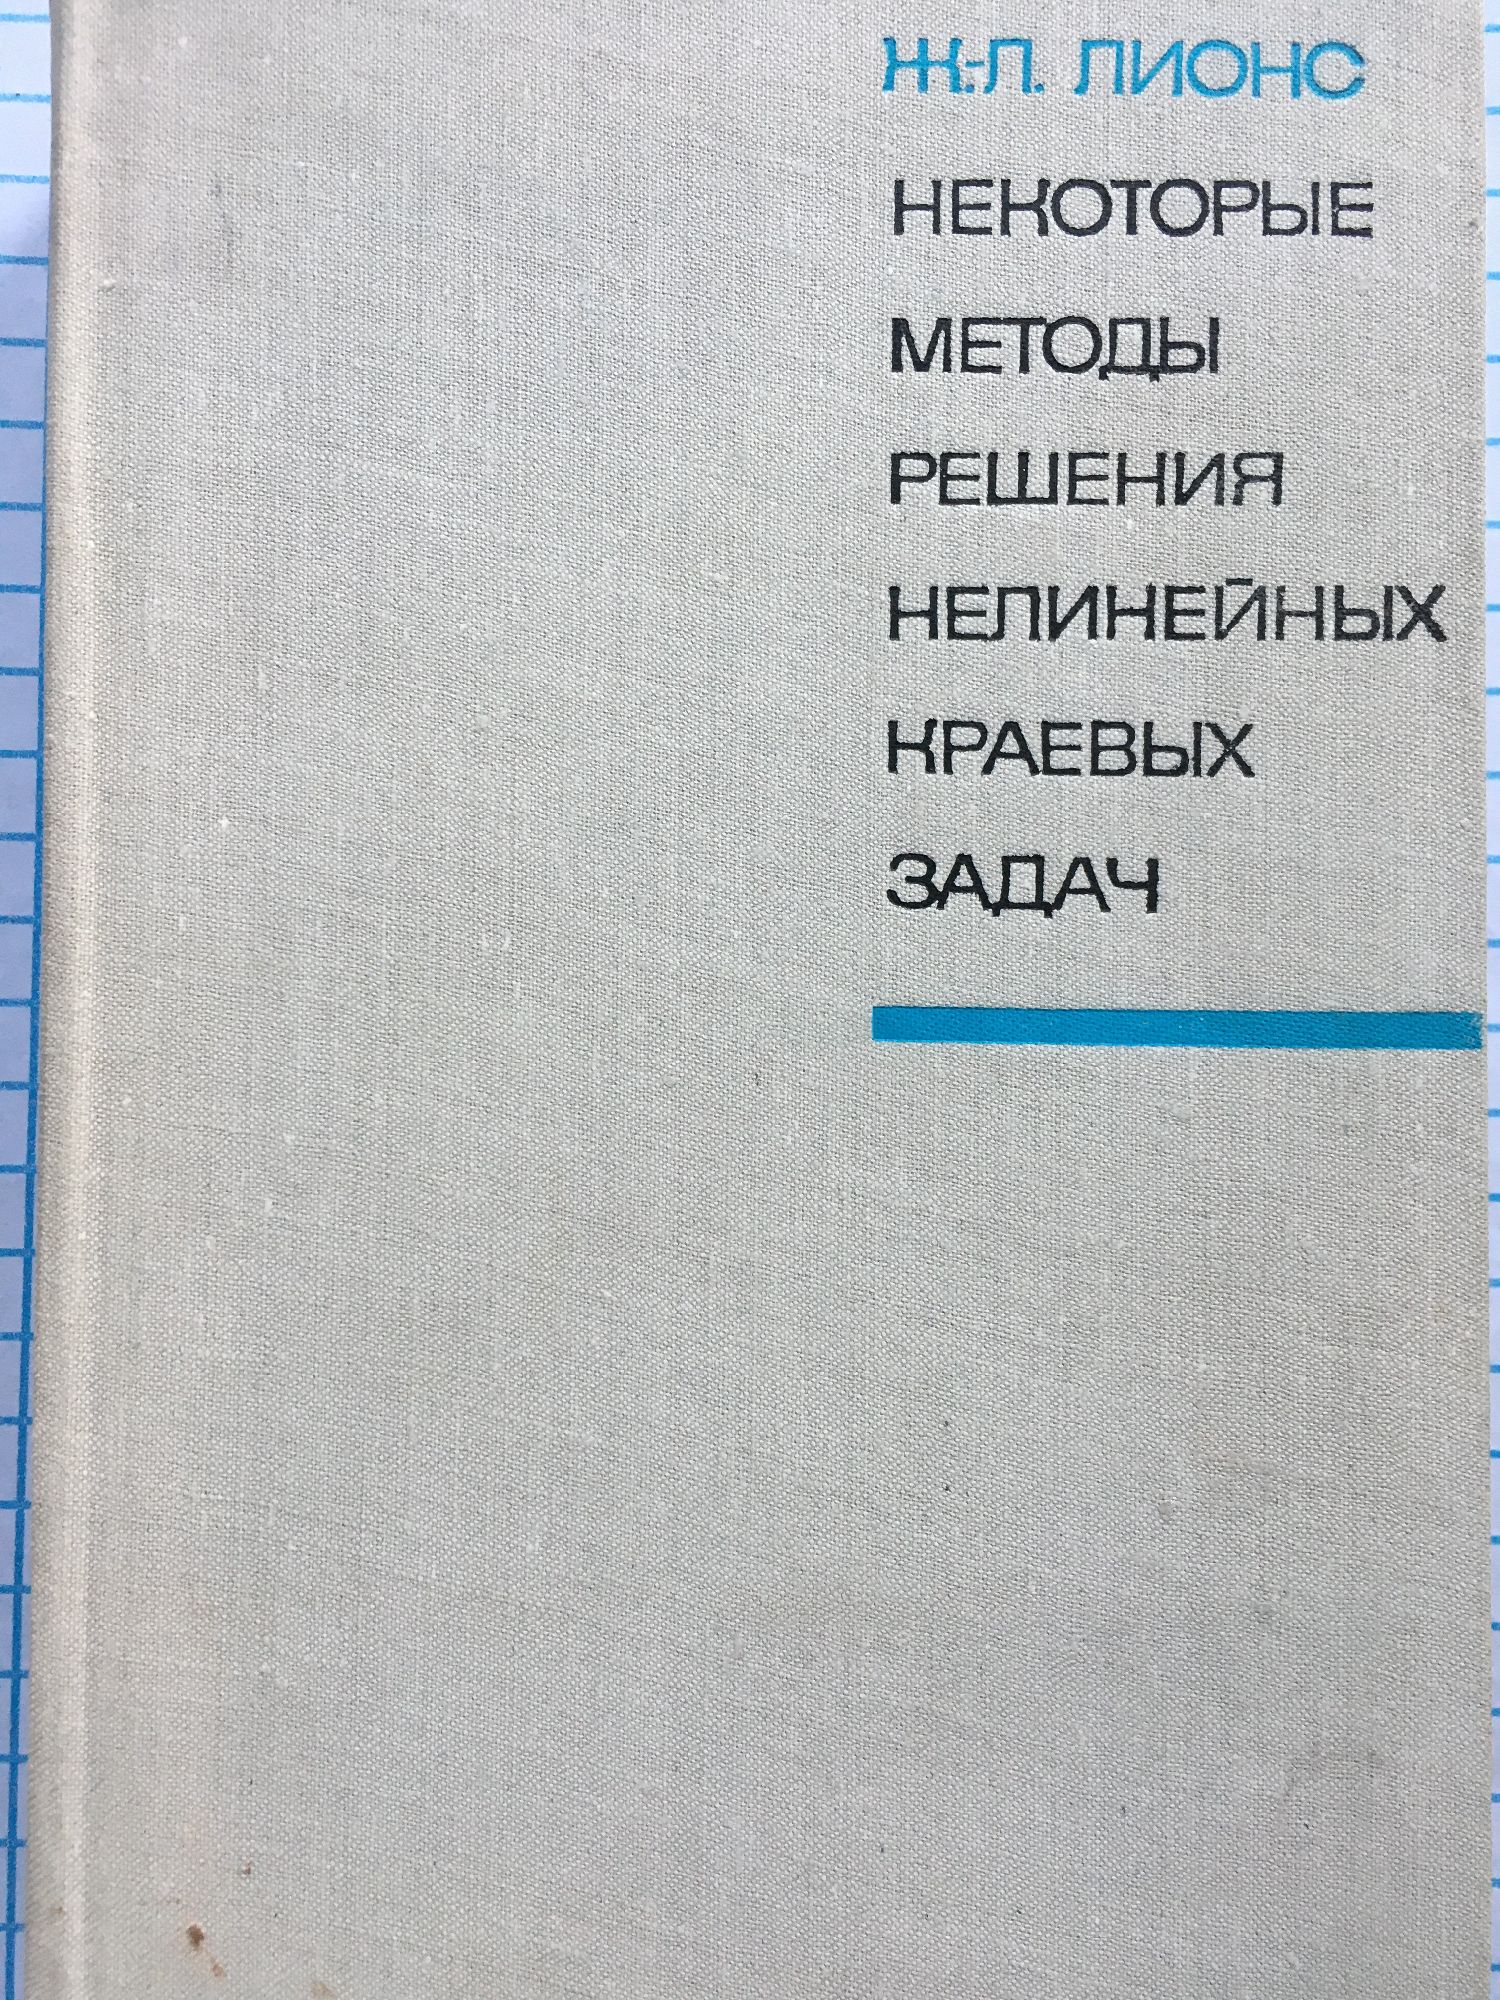 Ж.-Л. ЛИОНС
НЕКОТОРЫЕ
МЕТОДЫ
РЕШЕНИЯ
НЕЛИНЕЙНЫХ
КРАЕВЫХ
ЗАДАЧ